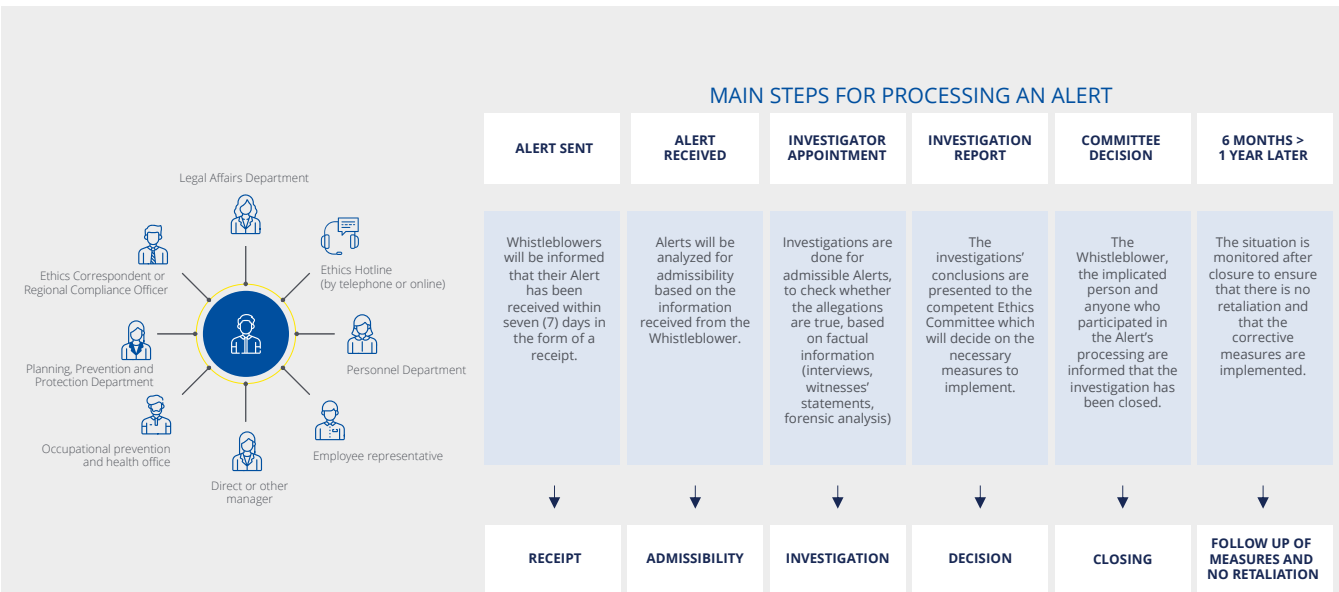 MAIN STEPS FOR PROCESSING AN ALERT
Legal Affairs Department
Ethics Correspondent or
Regional Compliance Officer
Ethics Hotline
(by telephone or online)
Planning, Prevention and
Protection Department
Personnel Department
Occupational prevention
and health office
Employee representative
Direct or other
manager
ALERT SENT
Whistleblowers
will be informed
that their Alert
has been
received within
seven (7) days in
the form of a
receipt.
RECEIPT
ALERT
RECEIVED
Alerts will be
analyzed for
admissibility
based on the
information
received from the
Whistleblower.
ADMISSIBILITY
INVESTIGATOR
APPOINTMENT
Investigations are
done for
admissible Alerts,
to check whether
the allegations
are true, based
on factual
information
(interviews,
witnesses’
statements,
forensic analysis)
INVESTIGATION
INVESTIGATION
REPORT
The
investigations’
conclusions are
presented to the
competent Ethics
Committee which
will decide on the
necessary
measures to
implement.
DECISION
COMMITTEE
DECISION
The
Whistleblower,
the implicated
person and
anyone who
participated in
the Alert’s
processing are
informed that the
investigation has
been closed.
CLOSING
6 MONTHS >
1 YEAR LATER
The situation is
monitored after
closure to ensure
that there is no
retaliation and
that the
corrective
measures are
implemented.
FOLLOW UP OF
MEASURES AND
NO RETALIATION